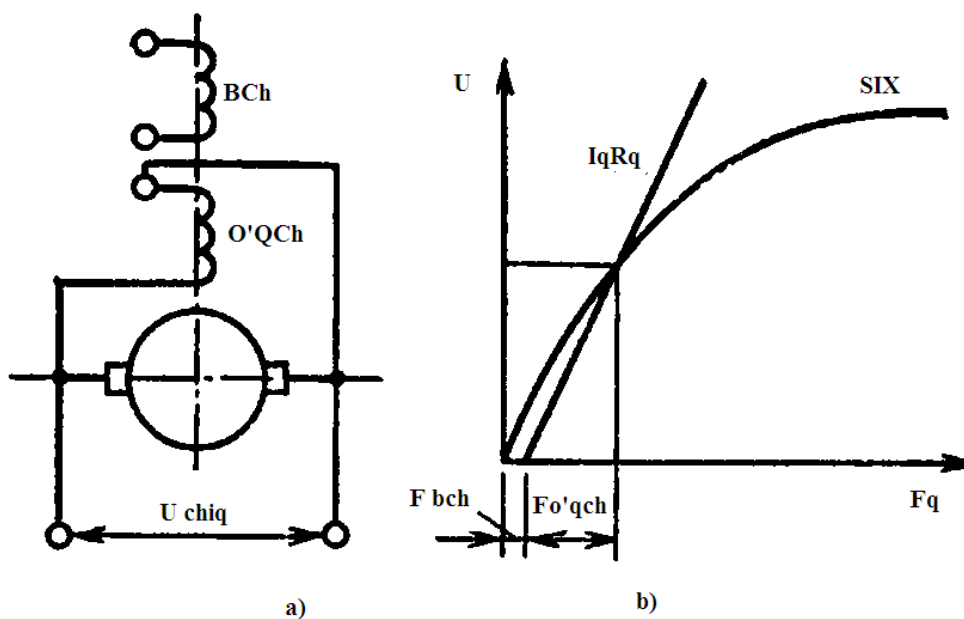 BCh
O'QCh
U chiq
a)
U
SIX
IqRq
F bch
Fo'qch
Fq
b)